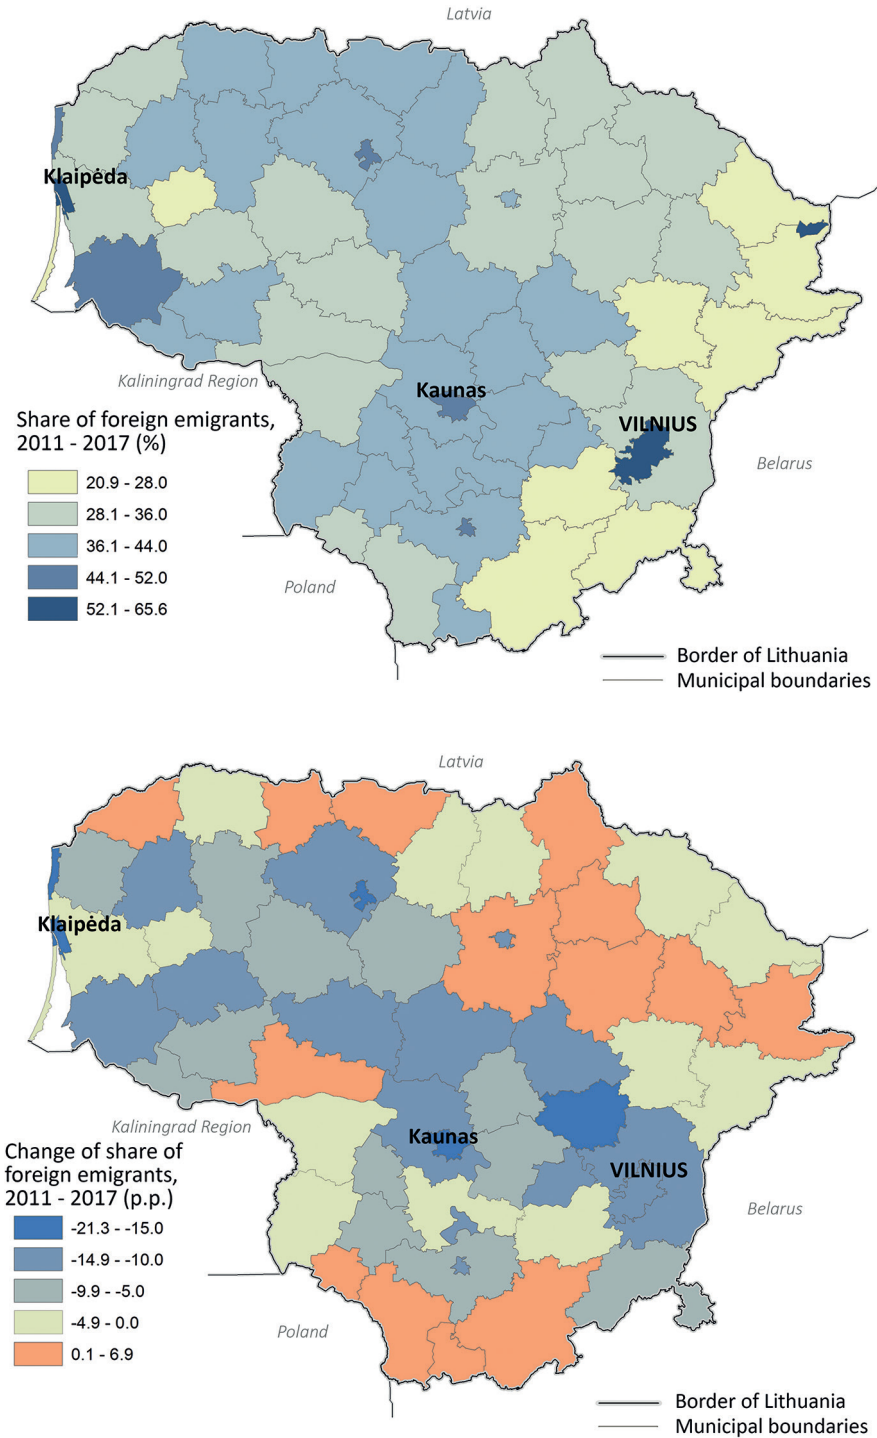 Latvia
Klaipėda
Kaliningrad Region
Kaunas
Share of foreign emigrants,
2011 - 2017 (%)
VILNIUS
Belarus
20.9 - 28.0
28.1 - 36.0
36.1 - 44.0
44.1 - 52.0
52.1 - 65.6
Poland
Border of Lithuania
Municipal boundaries
Latvia
Klaipėda
Kaliningrad Region
Kaunas
Change of share of
foreign emigrants,
2011 - 2017 (p.p.)
VILNIUS
Belarus
-21.3 - -15.0
-14.9 - -10.0
-9.9 - -5.0
-4.9 - 0.0
0.1 - 6.9
Poland
Border of Lithuania
Municipal boundaries